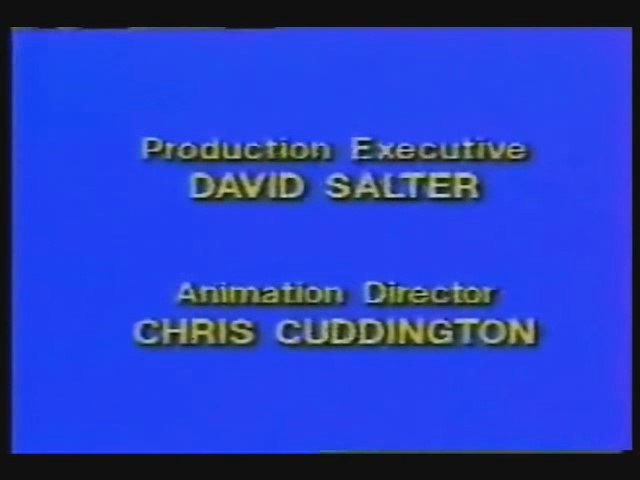 Production Executive
DAVID SALTER
Animation Director
CHRIS CUDDINGTON